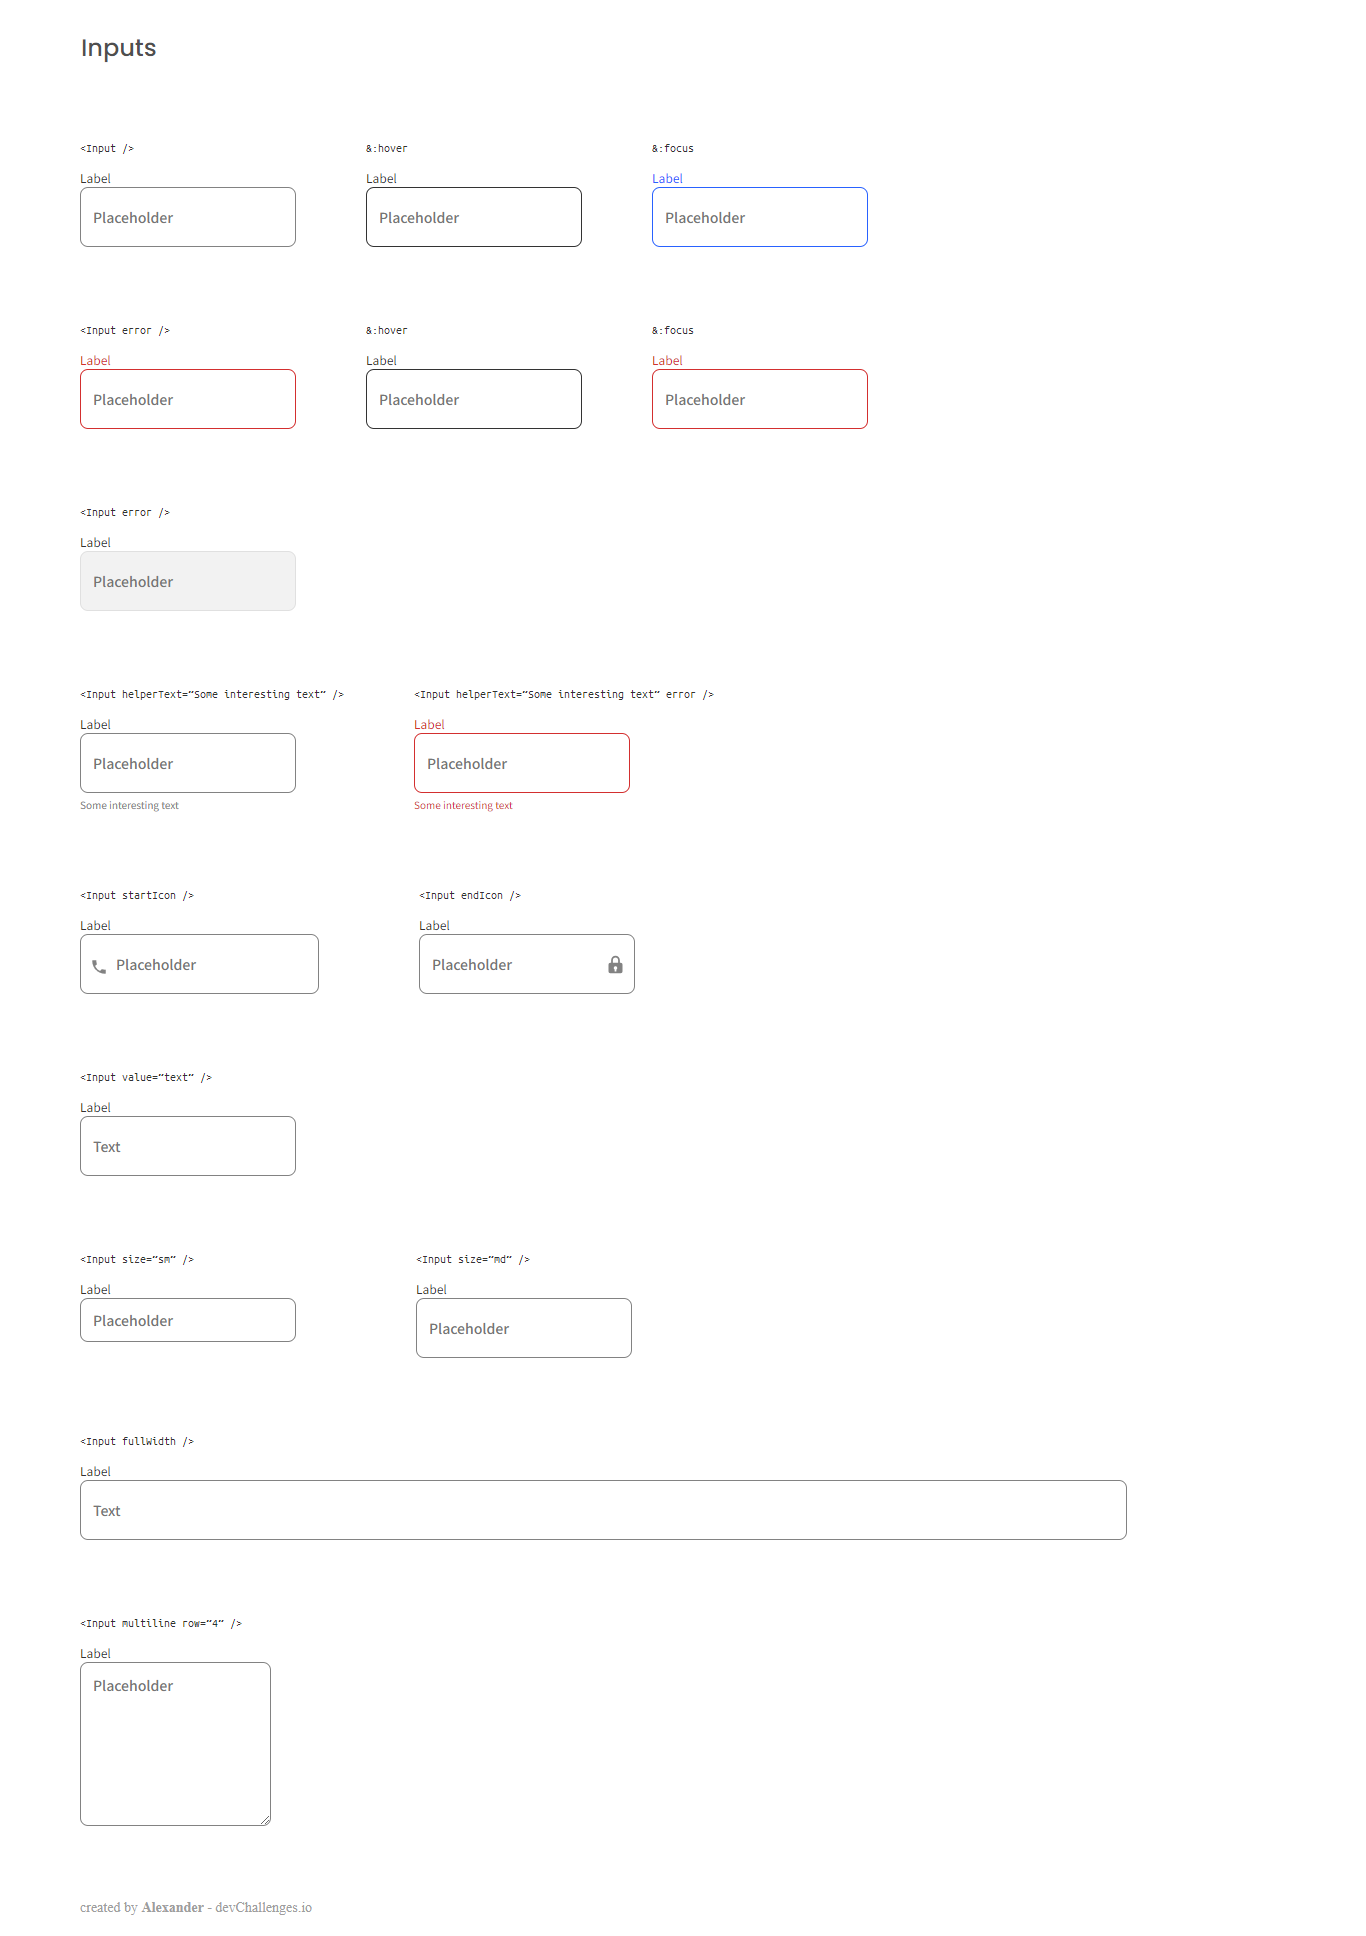 Inputs
<Input /> &:hover &:focus
Label Label Label
Placeholder Placeholder Placeholder
<Input error /> &:hover &:focus
Label Label Label
Placeholder Placeholder Placeholder
<Input error />
Label
Placeholder
<Input helperText=”Some interesting text” /> <Input helperText=”Some interesting text” error />
Label Label
Placeholder Placeholder
Some interesting text Some interesting text
<Input startIcon /> <Input endIcon />
Label Label
Placeholder Placeholder
<Input value=”text” />
Label
Text
<Input size=”sm” /> <Input size=”md” />
Label Label
Placeholder Placeholder
<Input fullWidth />
Label
Text
<Input multiline row=”4” />
Label
Placeholder
created by Alexander - devChallenges.io